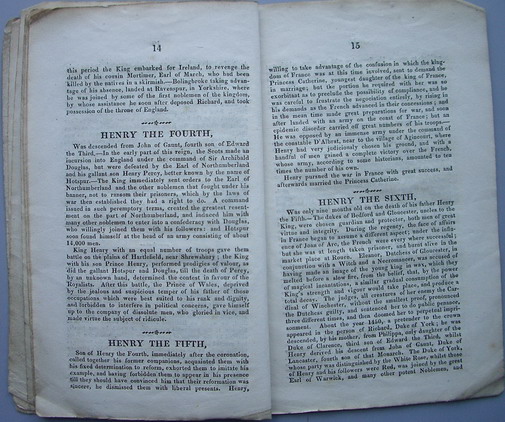 14
this period the King embarked for Ireland, to revenge the
death of his cousin Mortimer, Earl of March, who had been
killed by the natives in a skirmish.—Bolingbroke taking advan-
tage of his absence, landed at Ravenspur, in Yorkshire, where
he was joined by some of the first noblemen of the kingdom,
by whose assistance he soon after deposed Richard, and took
possession of the throne of England.
HENRY THE FOURTH,
Was descended from John of Gaunt, fourth son of Edward
the Third.—In the early part of this reign, the Scots made an
incursion into England under the command of Sir Archibald
Douglas, but were defeated by the Earl of Northumberland
and his gallant son Henry Percy, better known by the name of
Hotspur.—The King immediately sent orders to the Earl of
Northumberland and the other noblemen that fought under his
banner, not to ransom their prisoners, which by the laws of
war then established they had a right to do. A command
issued in such peremptory terms, created the greatest resent-
ment on the part of Northumberland, and induced him with
many other noblemen to enter into a confederacy with Douglas,
who willingly joined them with his followers: and Hotspur
soon found himself at the head of an army consisting of about
14,000 men.
King Henry with an equal number of troops gave them
battle on the plains of Hartlefield, near Shrewsbury; the King
with his son Prince Henry, performed prodigies of valour, as
did the gallant Hotspur and Douglas, till the death of Percy,
by an unknown hand, determined the contest in favour of the
Royalists. After this battle, the Prince of Wales, deprived
by the jealous and suspicious temper of his father of those
occupations which were best suited to his rank and dignity,
and forbidden to interfere in political concerns, gave himself
up to the company of dissolute men, who gloried in vice, and
made virtue the subject of ridicule.
HENRY THE FIFTH,
Son of Henry the Fourth, immediately after the coronation,
called together his former companions, acquainted them with
his fixed determination to reform, exhorted them to imitate his
example, and having forbidden them to appear in his presence
till they should have convinced him that their reformation was
sincere, he dismissed them with liberal presents. Henry,
15
willing to take advantage of the confusion in which the king-
dom of France was at this time involved, sent to demand the
Princess Catherine, youngest daughter of the king of France,
in marriage; but the portion he required with her was so
exorbitant as to preclude the possibility of compliance, and he
was careful to frustrate the negotiation entirely, by rising in
his demands as the French advanced in their concessions; and
in the mean time made great preparations for war, and soon
after landed with an army on the coast of France; but an
epidemic disorder carried off great numbers of his troops.—
He was opposed by an immense army under the command of
the constable D'Albret, near to the village of Agincourt, where
Henry had very judiciously chosen his ground, and with a
handful of men gained a complete victory over the French,
whose army, according to some historians, amounted to ten
times the number of his own.
Henry pursued the war in France with great success, and
afterwards married the Princess Catherine.
HENRY THE SIXTH,
Was only nine months old on the death of his father Henry
the Fifth.—The dukes of Bedford and Gloucester, uncles to the
King, were chosen guardian and protector, both men of great
virtue and integrity. During the regency, the face of affairs
in France began to assume a different aspect; under the influ-
ence of Joan of Arc, the French were every where successful;
but she was at length taken prisoner, and burnt alive in the
market place at Rouen. Eleanor, Dutchess of Gloucester, in
conjunction with a Witch and a Necromancer, was accused of
having made an image of the young king in wax, which they
melted before a slow fire, from the belief, that, by the power
of magical incantations, a similar gradual consumption of the
King's strength and vigour would take place, and produce a
total decay. The judges, all creatures of her enemy the Car-
dinal of Winchester, without the smallest proof, pronounced
the Dutchess guilty, and sentenced her to do public penance,
three different times, and then doomed her to perpetual impri-
sonment. About the year 1450, a pretender to the crown
appeared in the person of Richard, Duke of York; he was
descended, by his mother, from Philippa, only daughter of the
Duke of Clarence, third son of Edward the Third, whilst
Henry derived his descent from John of Gaunt, Duke of
Lancaster, fourth son of that Monarch. The Duke of York,
whose party was distinguished by the White Rose, whilst those
of Henry and his followers were Red, was joined by the great
Earl of Warwick, and many other potent Noblemen, and